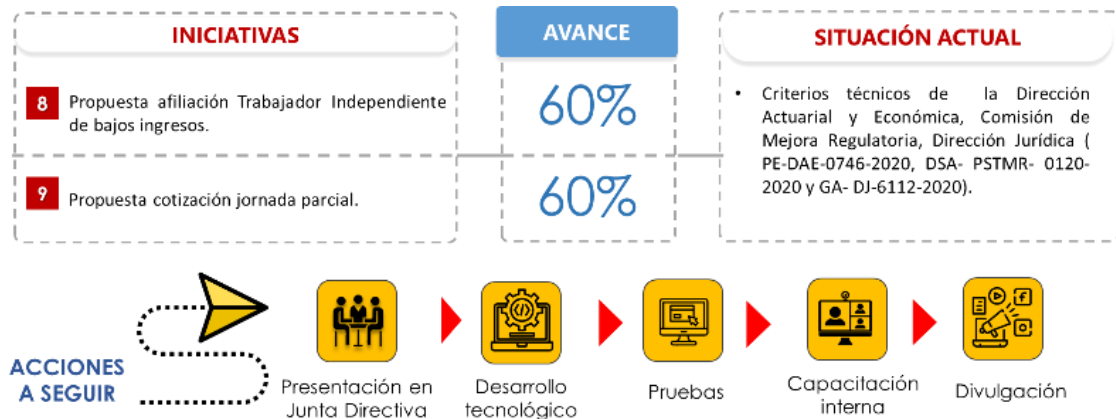 INICIATIVAS
AVANCE
SITUACIÓN ACTUAL
8
Propuesta afiliación Trabajador Independiente
de bajos ingresos.
60%
9
Propuesta cotización jornada parcial.
60%
• Criterios técnicos de la Dirección
Actuarial y Económica, Comisión de
Mejora Regulatoria, Dirección Jurídica (
PE-DAE-0746-2020, DSA- PSTMR- 0120-
2020 y GA- DJ-6112-2020).
ACCIONES
A SEGUIR
Presentación en
Junta Directiva
Desarrollo
tecnológico
Pruebas
Capacitación
interna
Divulgación